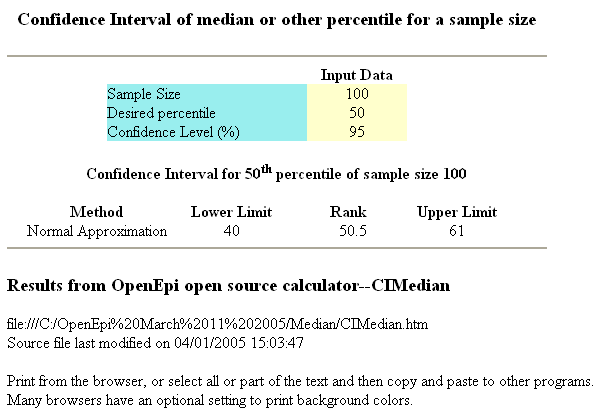 Confidence Interval of median or other percentile for a sample size
Input Data
Sample Size 100
Desired percentile 50
Confidence Level (%) 95
Confidence Interval for 50th percentile of sample size 100
Method Lower Limit Rank Upper Limit
Normal Approximation 40 50.5 61
Results from OpenEpi open source calculator--CIMedian
file:///C:/OpenEpi%20March%2011%202005/Median/CIMedian.htm
Source file last modified on 04/01/2005 15:03:47
Print from the browser, or select all or part of the text and then copy and paste to other programs.
Many browsers have an optional setting to print background colors.